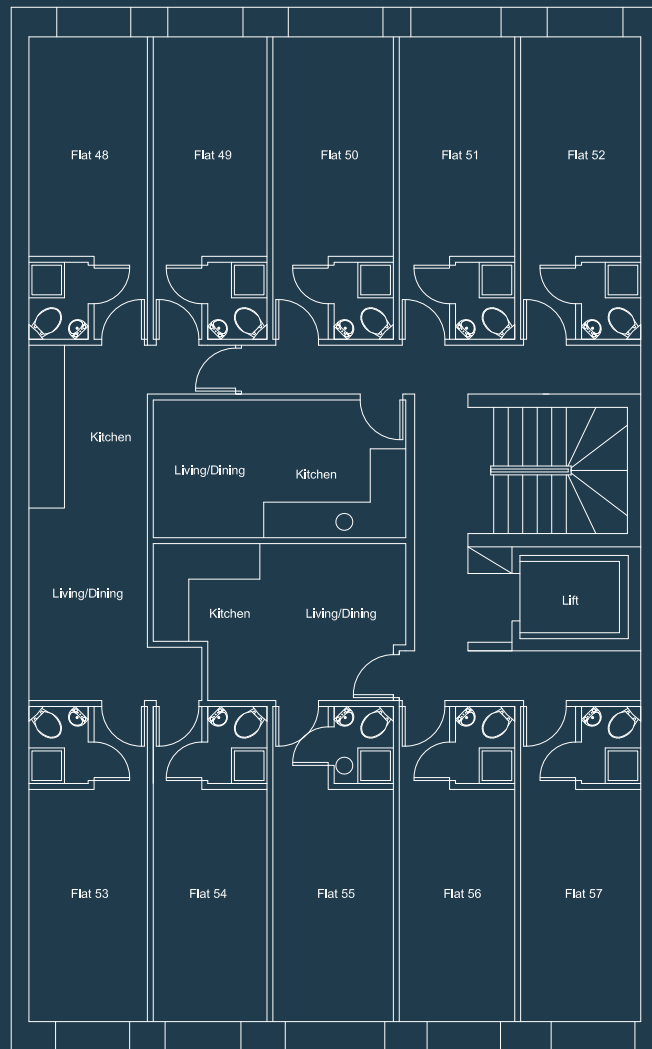 Flat 48
Flat 49
Flat 50
Flat 51
Flat 52
Kitchen
Living/Dining
Kitchen
Living/Dining
Kitchen
Living/Dining
Lift
Flat 53
Flat 54
Flat 55
Flat 56
Flat 57